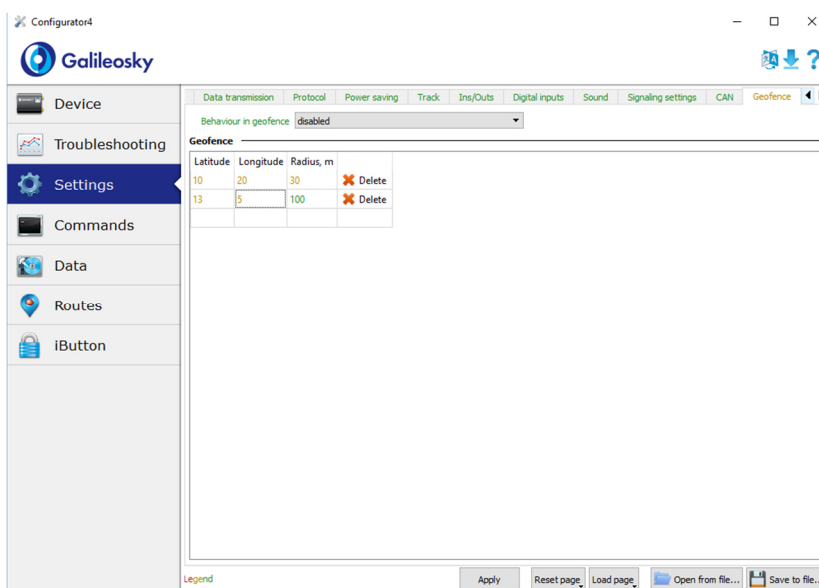 Configurator4
Galileosky
Device
Troubleshooting
Settings
Commands
Data
Routes
iButton
Data transmission Protocol Power saving Track Ins/Outs Digital inputs Sound Signaling settings CAN Geofence
Behaviour in geofence disabled
Geofence
Latitude Longitude Radius, m
10 20 30 Delete
13 5 100 Delete
Legend Apply Reset page Load page Open from file... Save to file...